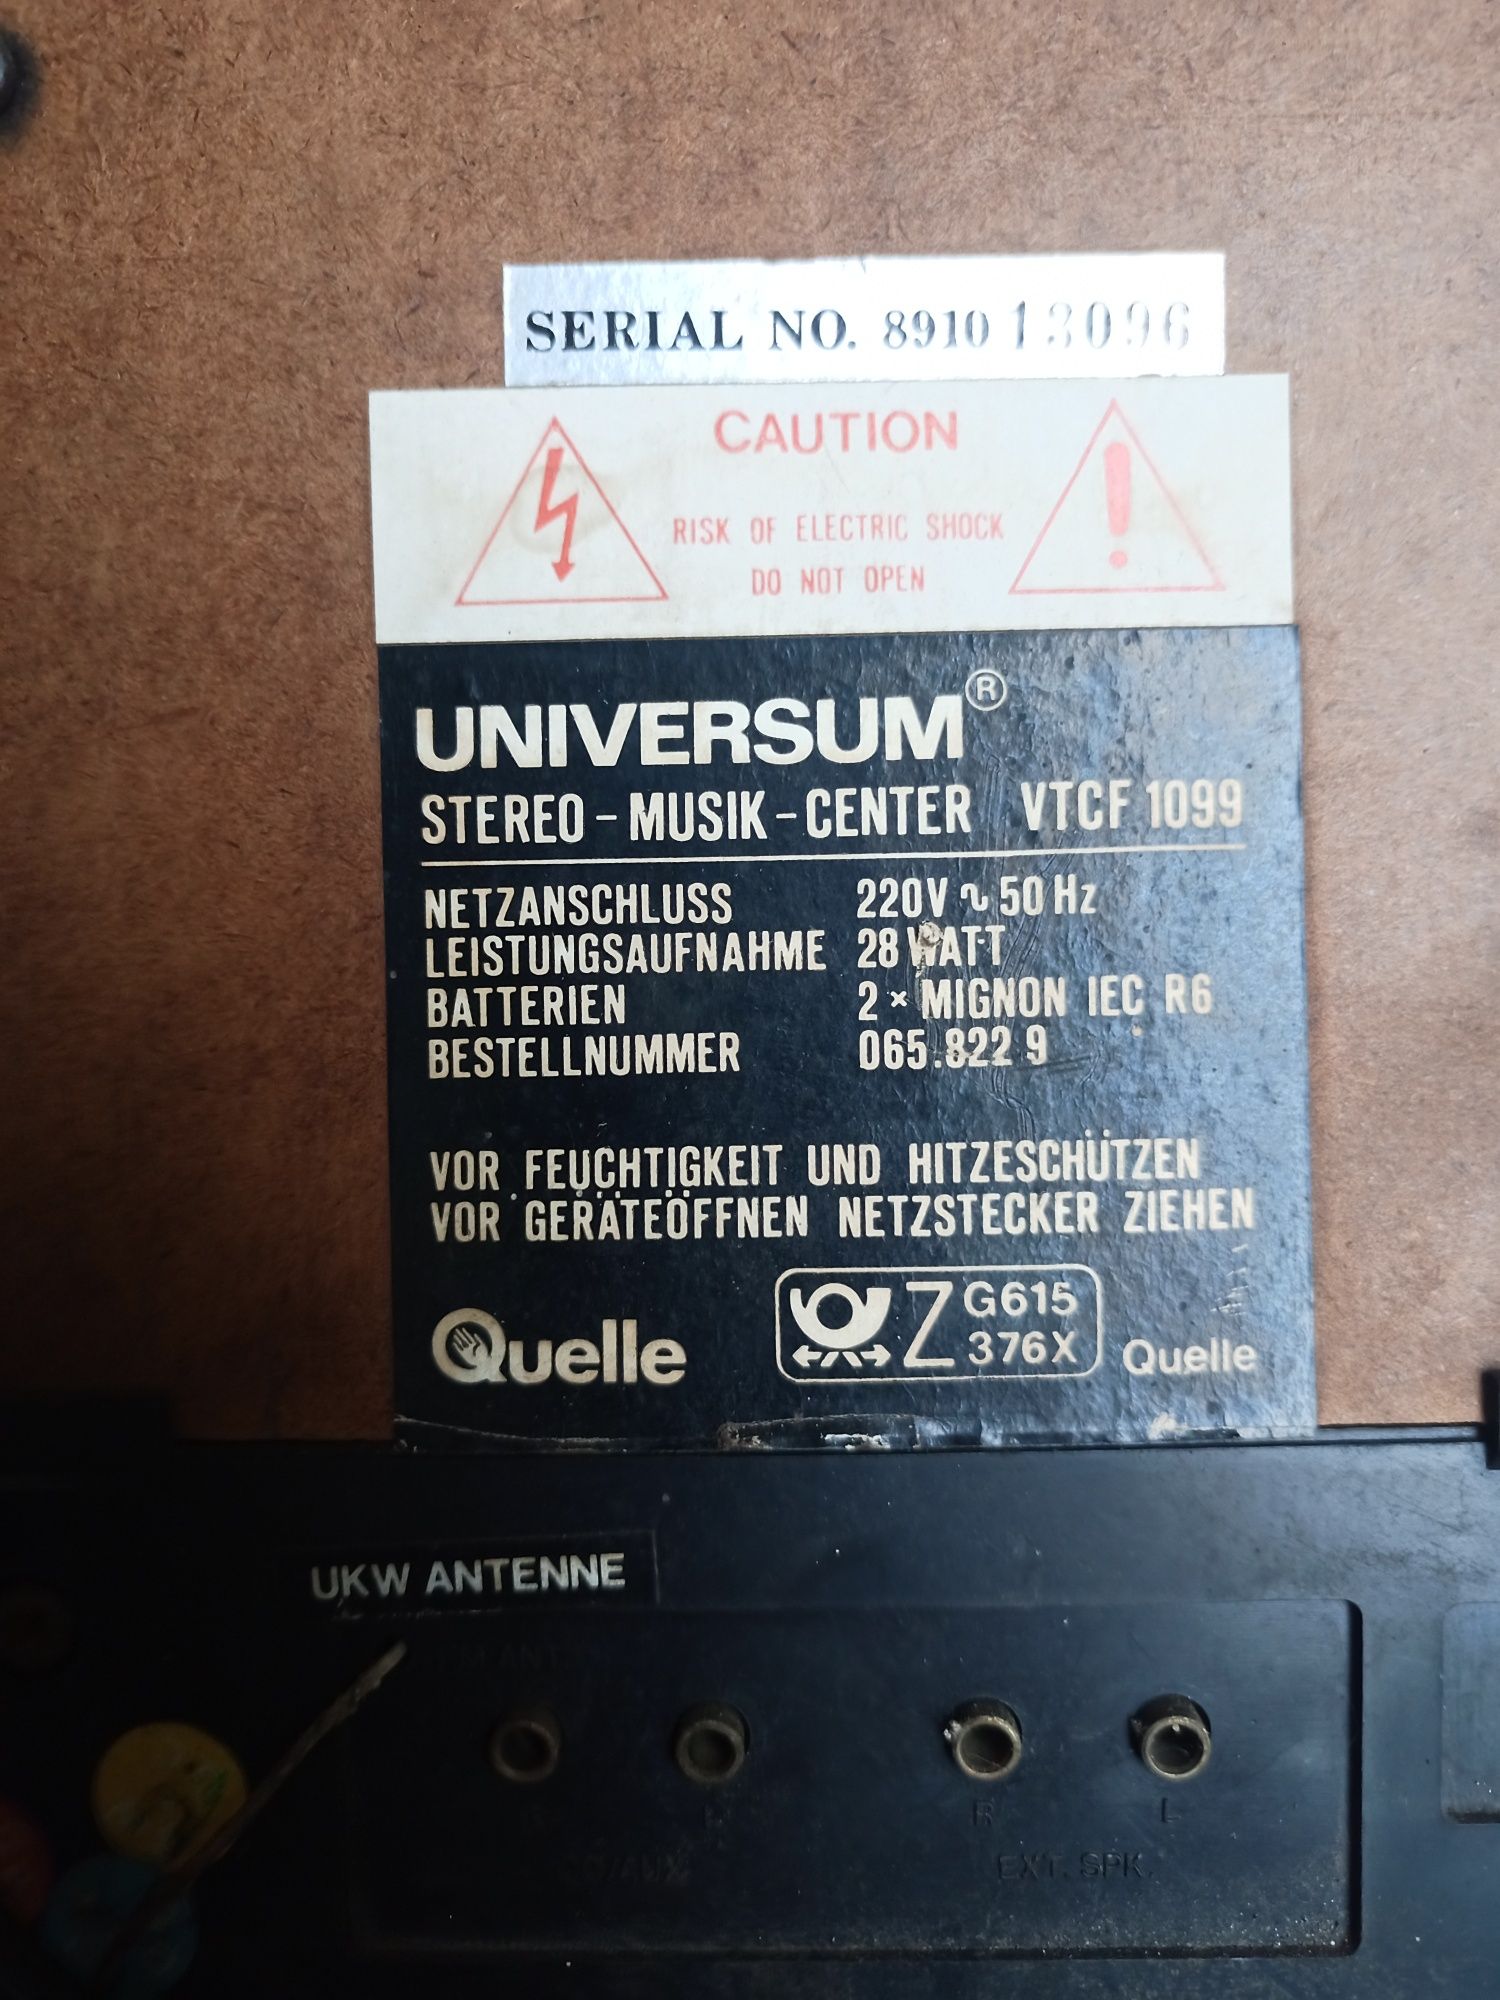 SERIAL NO. 8910 13096
CAUTION
RISK OF ELECTRIC SHOCK
DO NOT OPEN
UNIVERSUM®
STEREO-MUSIK-CENTER VTCF 1099
NETZANSCHLUSS 220V ~ 50 Hz
LEISTUNGSAUFNAHME 28 WATT
BATTERIEN 2 × MIGNON IEC R6
BESTELLNUMMER 065.822 9
VOR FEUCHTIGKEIT UND HITZESCHÜTZEN
VOR GERÄTEÖFFNEN NETZSTECKER ZIEHEN
Quelle
Z G615
376X
Quelle
UKW ANTENNE
R L
EXT. SPK.